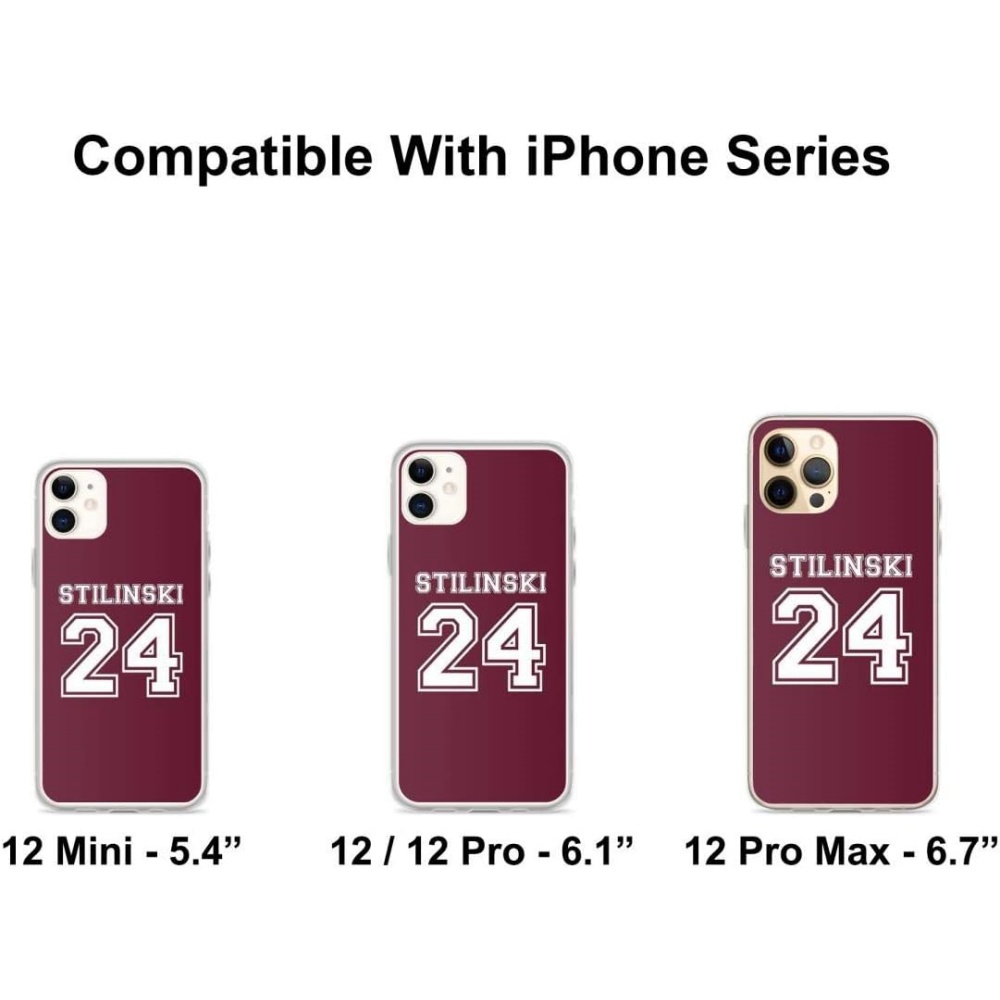 Compatible With iPhone Series
STILINSKI
24
STILINSKI
24
STILINSKI
24
12 Mini - 5.4”
12 / 12 Pro - 6.1”
12 Pro Max - 6.7”